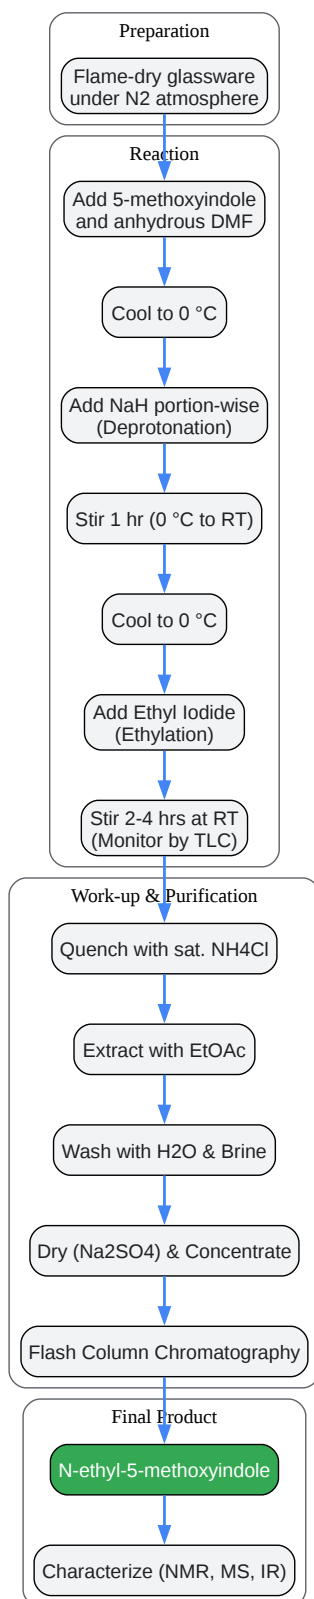 Preparation
Flame-dry glassware
under N2 atmosphere
Reaction
Add 5-methoxyindole
and anhydrous DMF
Cool to 0 °C
Add NaH portion-wise
(Deprotonation)
Stir 1 hr (0 °C to RT)
Cool to 0 °C
Add Ethyl Iodide
(Ethylation)
Stir 2-4 hrs at RT
(Monitor by TLC)
Work-up & Purification
Quench with sat. NH4Cl
Extract with EtOAc
Wash with H2O & Brine
Dry (Na2SO4) & Concentrate
Flash Column Chromatography
Final Product
N-ethyl-5-methoxyindole
Characterize (NMR, MS, IR)